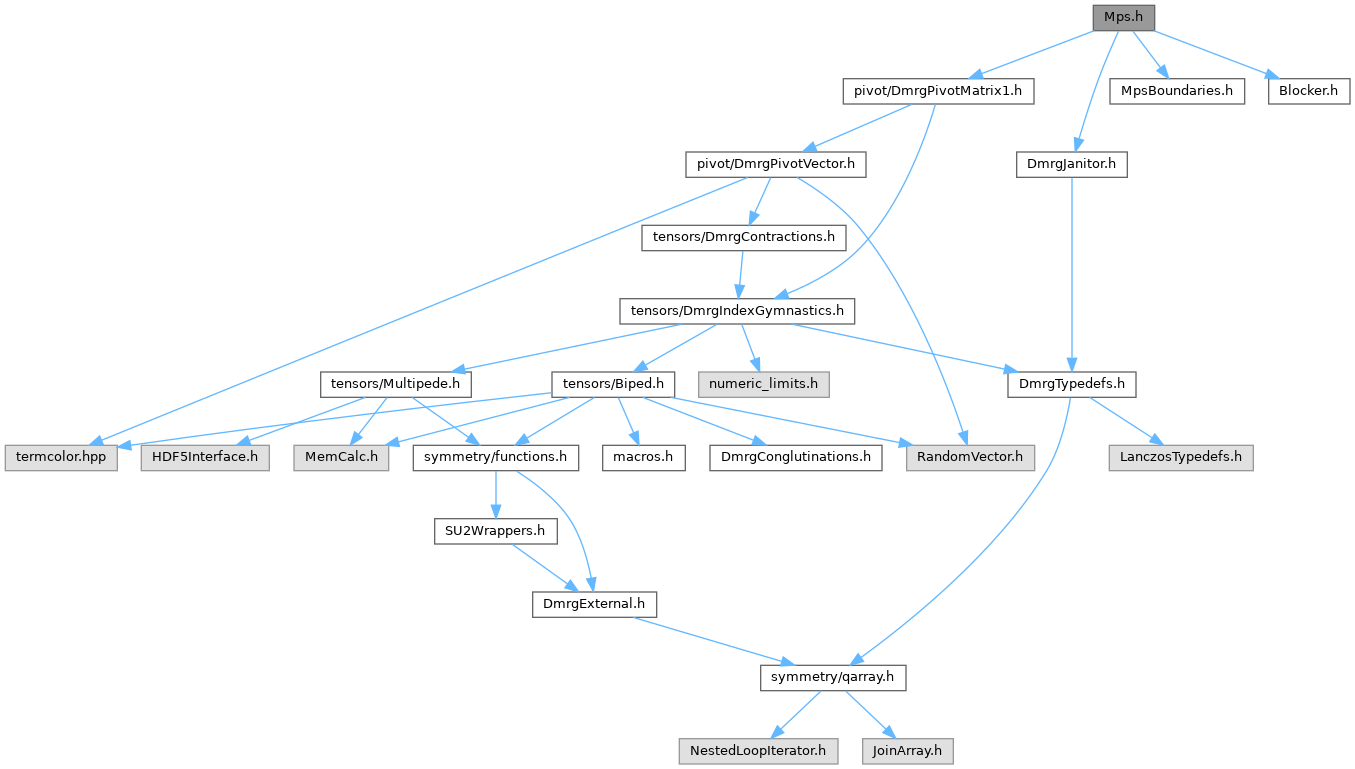 Mps.h
pivot/DmrgPivotMatrix1.h
MpsBoundaries.h
Blocker.h
pivot/DmrgPivotVector.h
DmrgJanitor.h
tensors/DmrgContractions.h
tensors/DmrgIndexGymnastics.h
tensors/Multipede.h
tensors/Biped.h
numeric_limits.h
DmrgTypedefs.h
termcolor.hpp
HDF5Interface.h
MemCalc.h
symmetry/functions.h
macros.h
DmrgConglutinations.h
RandomVector.h
LanczosTypedefs.h
SU2Wrappers.h
DmrgExternal.h
symmetry/qarray.h
NestedLoopIterator.h
JoinArray.h